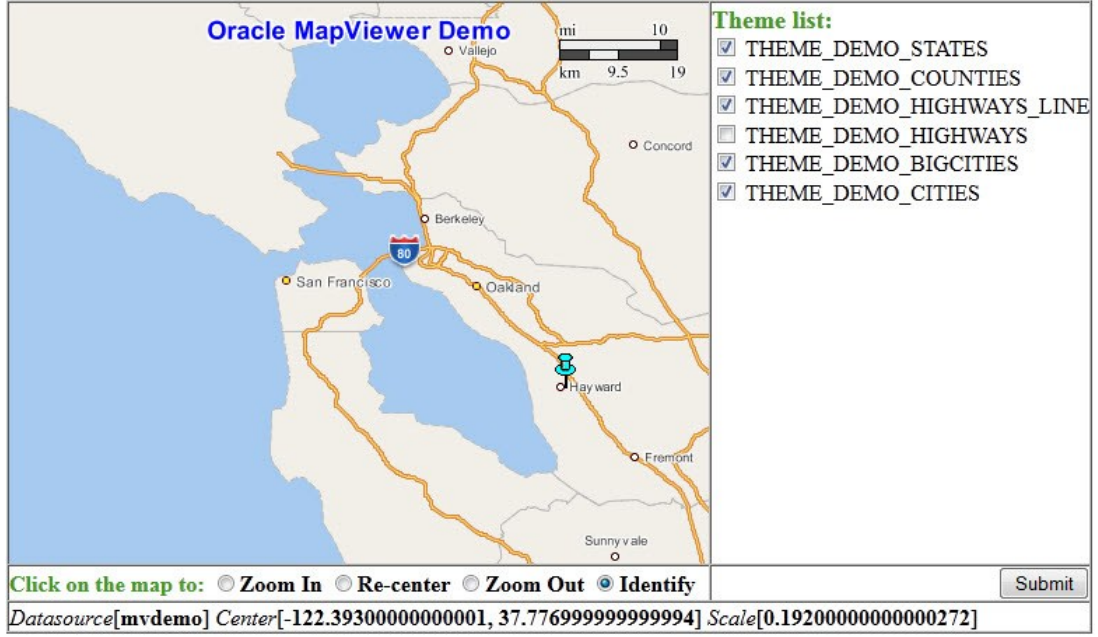 Oracle MapViewer Demo
mi 10
km 9.5 19
Vallejo
Concord
Berkeley
80
San Francisco
Oakland
Hayward
Fremont
Sunnyvale
Theme list:
THEME_DEMO_STATES
THEME_DEMO_COUNTIES
THEME_DEMO_HIGHWAYS_LINE
THEME_DEMO_HIGHWAYS
THEME_DEMO_BIGCITIES
THEME_DEMO_CITIES
Click on the map to: Zoom In Re-center Zoom Out Identify
Submit
Datasource[mvdemo] Center[-122.39300000000001, 37.776999999999994] Scale[0.19200000000000272]